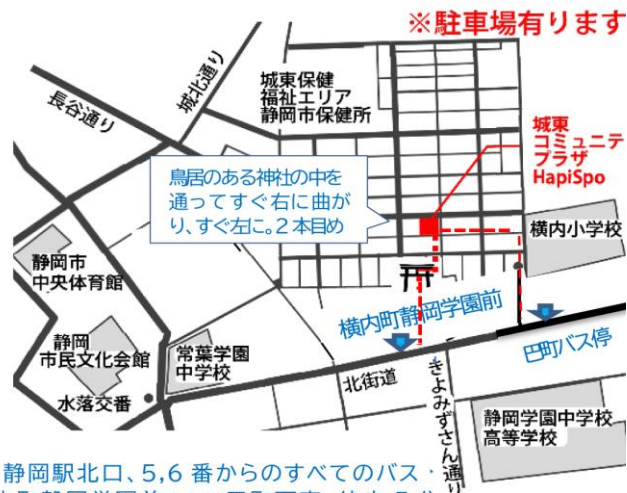 ※駐車場有ります
城北通り
長谷通り
城東保健
福祉エリア
静岡市保健所
城東
コミュニテ
プラザ
HapiSpo
鳥居のある神社の中を
通ってすぐ右に曲が
り、すぐ左に。2本目め
横内小学校
静岡市
中央体育館
横内町静岡学園前
巴町バス停
静岡
市民文化会館
常葉学園
中学校
水落交番
北街道
きよみずさん通り
静岡学園中学校
高等学校
静岡駅北口、5,6 番からのすべてのバス・